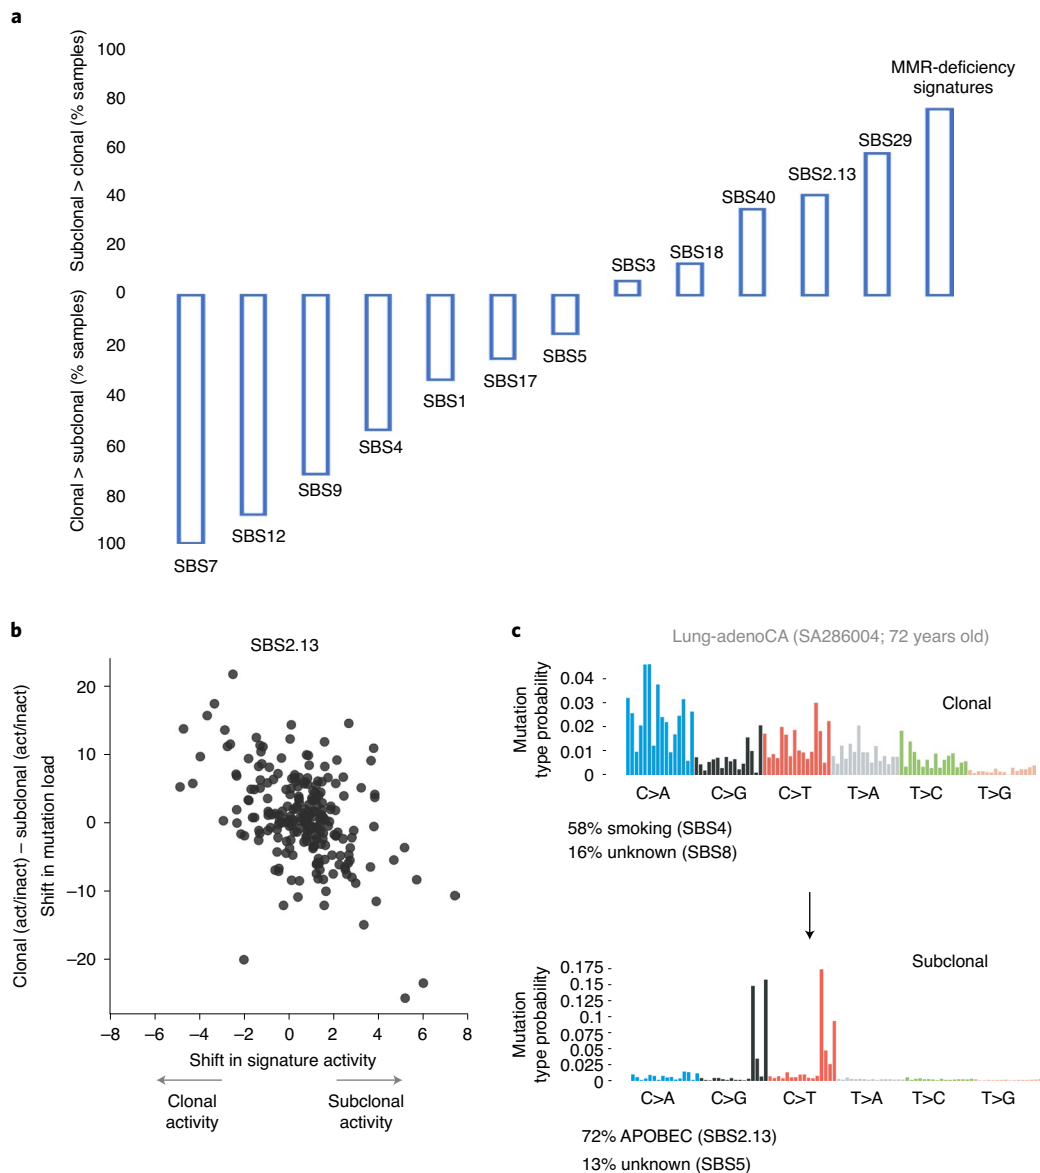 a
Subclonal > clonal (% samples)
Clonal > subclonal (% samples)
100
80
60
40
20
0
20
40
60
80
100
SBS7
SBS12
SBS9
SBS4
SBS1
SBS17
SBS5
SBS3
SBS18
SBS40
SBS2.13
SBS29
MMR-deficiency
signatures
b
SBS2.13
Clonal (act/inact) – subclonal (act/inact)
Shift in mutation load
20
10
0
–10
–20
–8 –6 –4 –2 0 2 4 6 8
Shift in signature activity
Clonal
activity
Subclonal
activity
c
Lung-adenoCA (SA286004; 72 years old)
Mutation
type probability
0.04
0.03
0.02
0.01
0
Clonal
C>A C>G C>T T>A T>C T>G
58% smoking (SBS4)
16% unknown (SBS8)
Subclonal
Mutation
type probability
0.175
0.15
0.125
0.1
0.075
0.05
0.025
0
C>A C>G C>T T>A T>C T>G
72% APOBEC (SBS2.13)
13% unknown (SBS5)